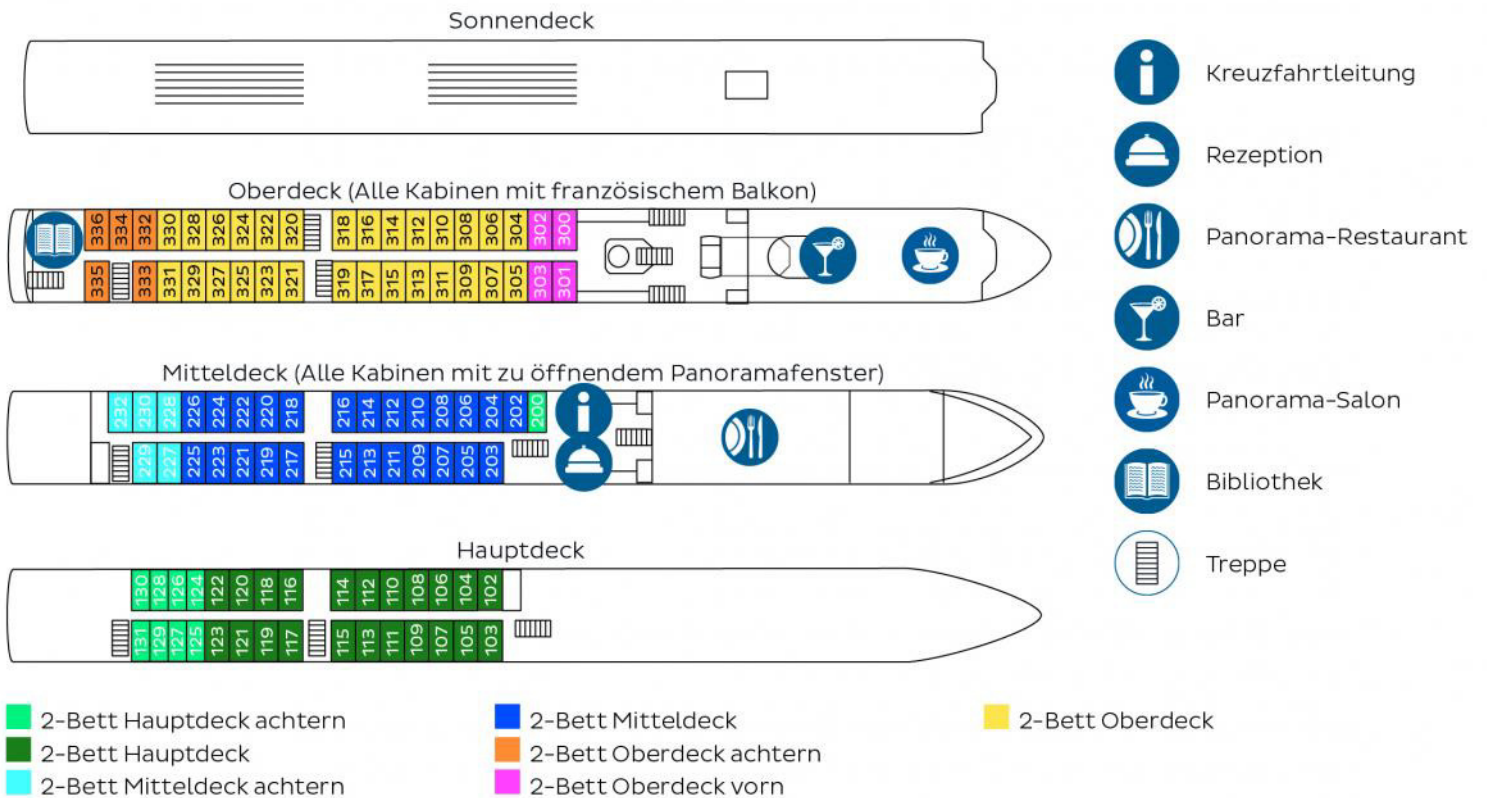 Sonnendeck
Kreuzfahrtleitung
Rezeption
Oberdeck (Alle Kabinen mit französischem Balkon)
336 334 332 330 328 326 324 322 320 318 316 314 312 310 308 306 304 302 300
335 333 331 329 327 325 323 321 319 317 315 313 311 309 307 305 303 301
Panorama-Restaurant
Bar
Mitteldeck (Alle Kabinen mit zu öffnendem Panoramafenster)
232 230 228 226 224 222 220 218 216 214 212 210 208 206 204 202 200
229 227 225 223 221 219 217 215 213 211 209 207 205 203
Panorama-Salon
Bibliothek
Hauptdeck
130 128 126 124 122 120 118 116 114 112 110 108 106 104 102
131 129 127 125 123 121 119 117 115 113 111 109 107 105 103
Treppe
2-Bett Hauptdeck achtern
2-Bett Hauptdeck
2-Bett Mitteldeck achtern
2-Bett Mitteldeck
2-Bett Oberdeck achtern
2-Bett Oberdeck vorn
2-Bett Oberdeck